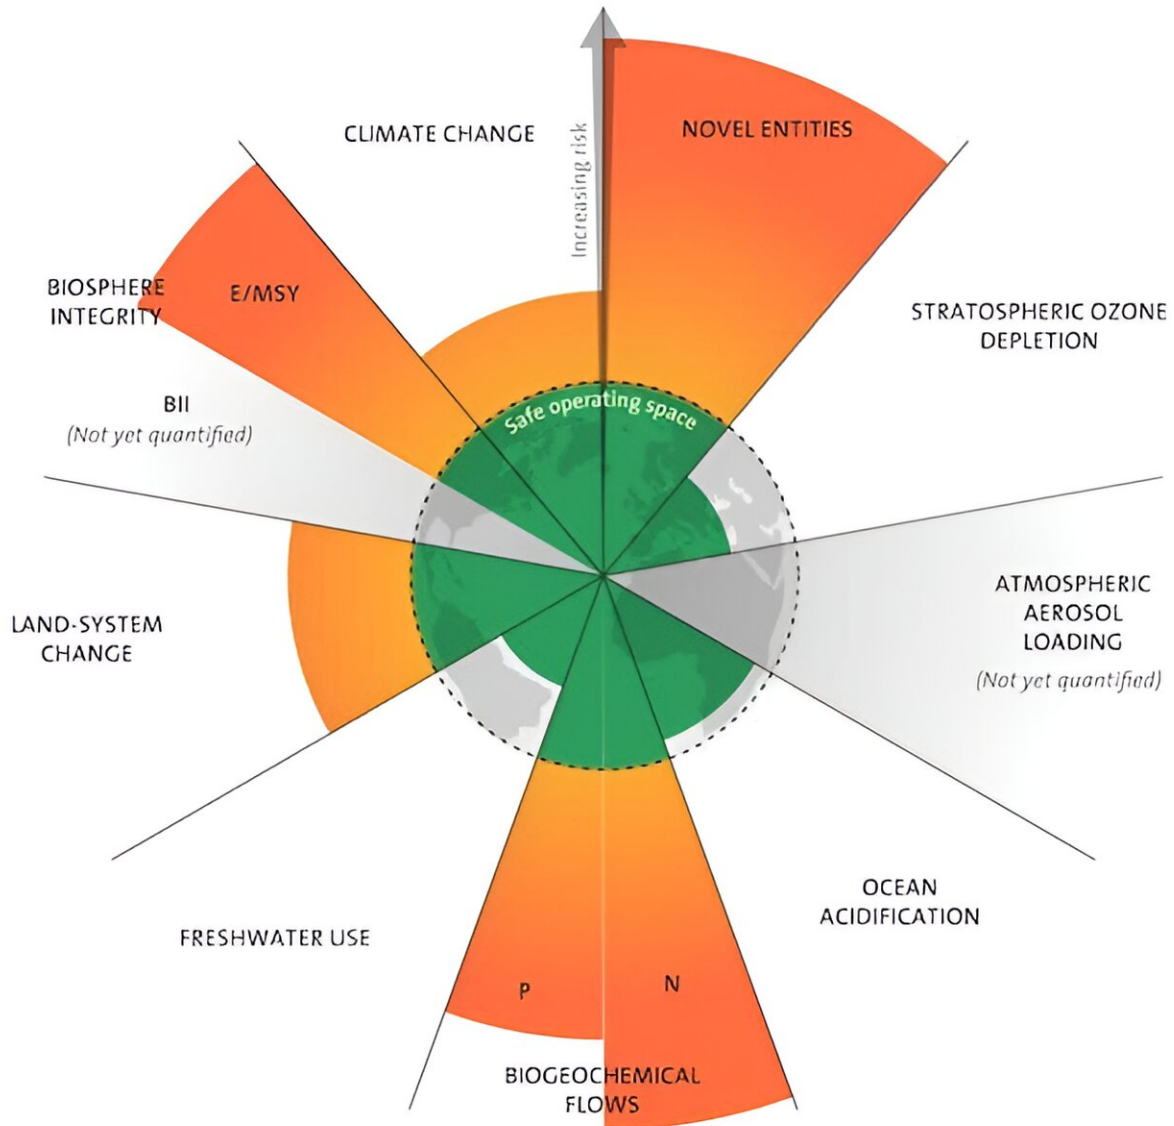 CLIMATE CHANGE
NOVEL ENTITIES
Increasing risk
BIOSPHERE
INTEGRITY
E/MSY
STRATOSPHERIC OZONE
DEPLETION
BII
(Not yet quantified)
Safe operating space
LAND-SYSTEM
CHANGE
ATMOSPHERIC
AEROSOL
LOADING
(Not yet quantified)
FRESHWATER USE
OCEAN
ACIDIFICATION
P
N
BIOGEOCHEMICAL
FLOWS